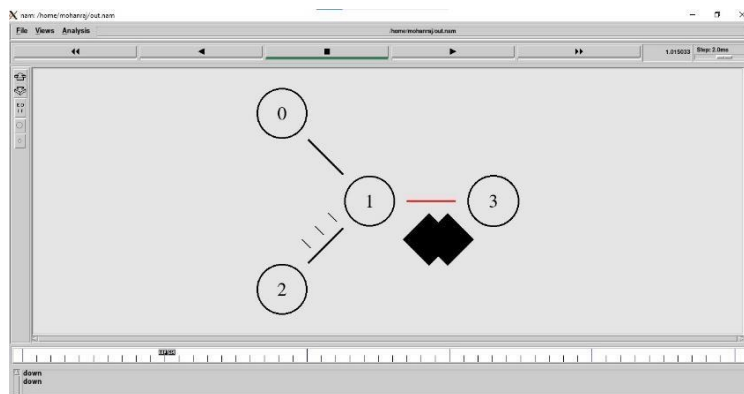 nam: /home/mohanraj/out.nam
File Views Analysis
/home/mohanraj/out.nam
1.015033
Step: 2.0ms
0
1
3
2
down
down